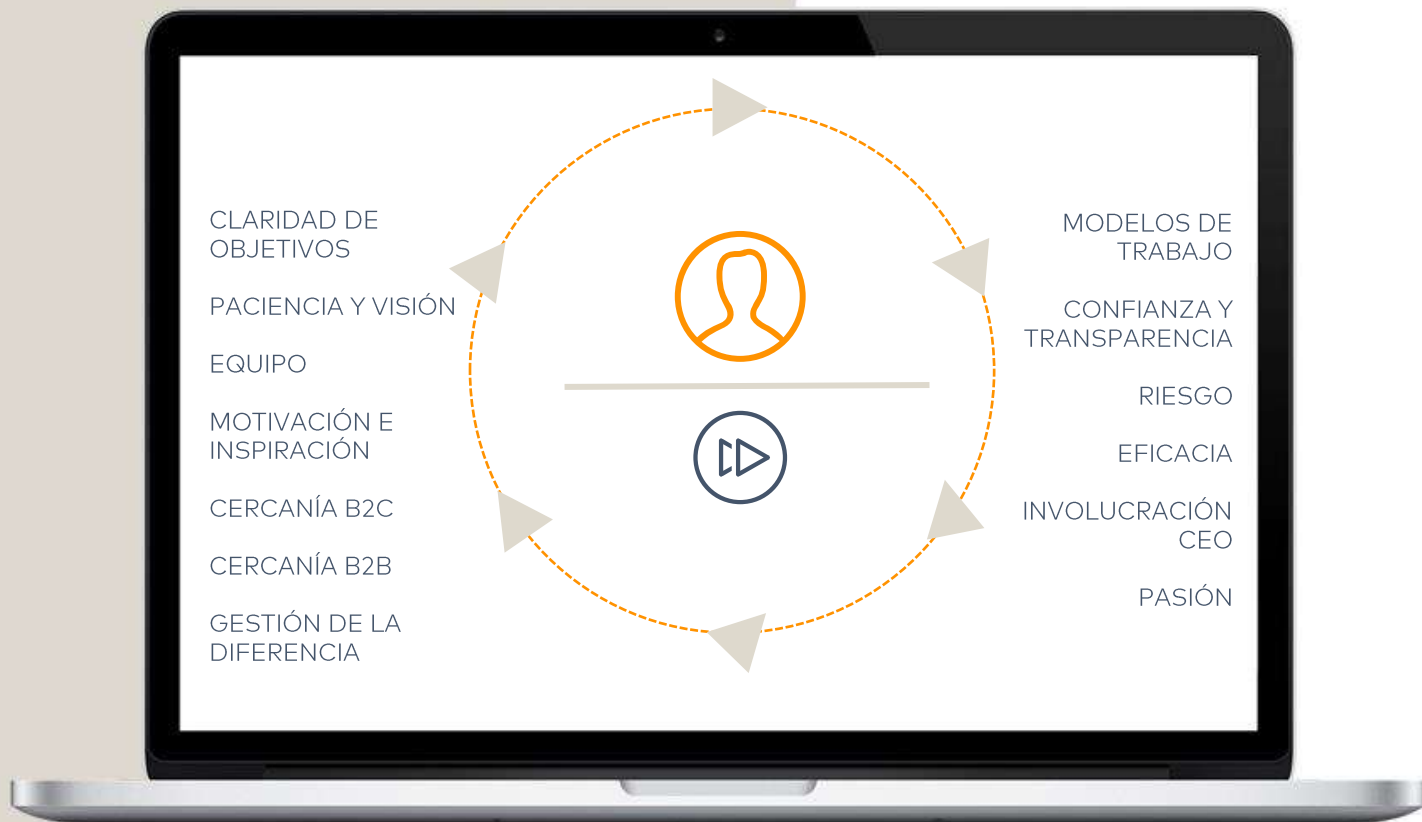 CLARIDAD DE
OBJETIVOS
PACIENCIA Y VISIÓN
EQUIPO
MOTIVACIÓN E
INSPIRACIÓN
CERCANÍA B2C
CERCANÍA B2B
GESTIÓN DE LA
DIFERENCIA
MODELOS DE
TRABAJO
CONFIANZA Y
TRANSPARENCIA
RIESGO
EFICACIA
INVOLUCRACIÓN
CEO
PASIÓN